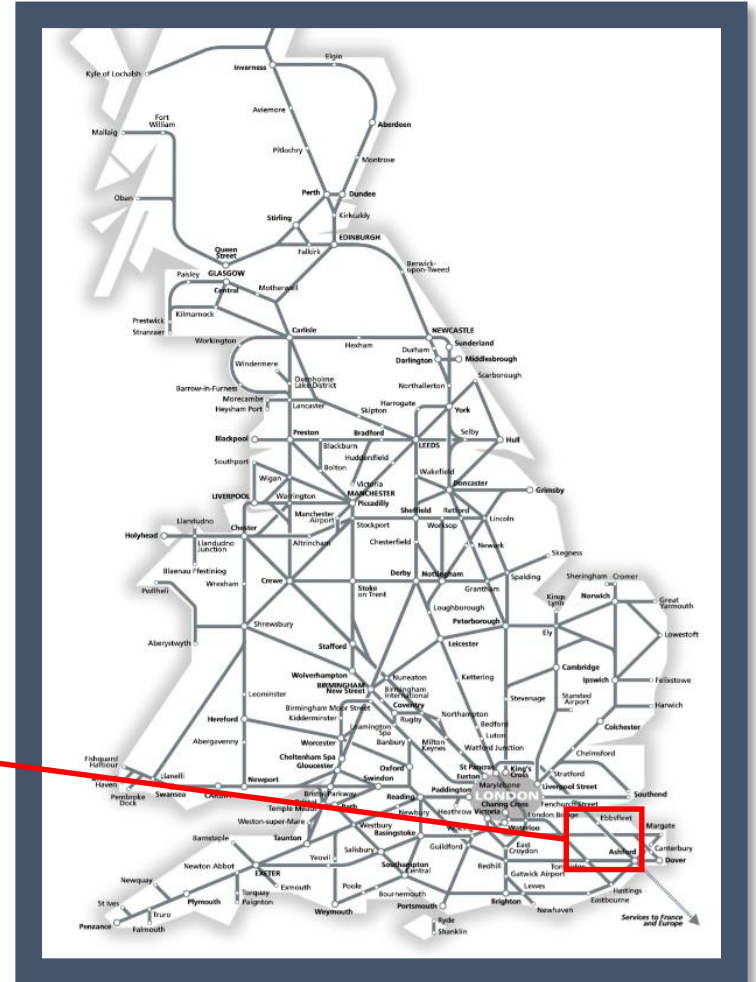 Elgin
Inverness
Kyle of Lochalsh
Aviemore
Fort
William
Aberdeen
Mallaig
Pitlochry
Montrose
Perth
Dundee
Oban
Stirling
Kirkcaldy
EDINBURGH
Queen
Street
Falkirk
Berwick-
upon-Tweed
Paisley
GLASGOW
Central
Motherwell
Prestwick
Stranraer
Kilmarnock
Carlisle
NEWCASTLE
Workington
Hexham
Sunderland
Durham
Darlington
Middlesbrough
Windermere
Oxenholme
Lake District
Scarborough
Barrow-in-Furness
Northallerton
Morecambe
Heysham Port
Lancaster
Harrogate
York
Skipton
Blackpool
Preston
Bradford
LEEDS
Selby
Hull
Blackburn
Southport
Bolton
Huddersfield
Wakefield
Wigan
Victoria
Doncaster
Grimsby
LIVERPOOL
Warrington
MANCHESTER
Piccadilly
Manchester
Airport
Sheffield
Retford
Lincoln
Llandudno
Stockport
Worksop
Holyhead
Chester
Llandudno
Junction
Altrincham
Chesterfield
Newark
Skegness
Blaenau Ffestiniog
Wrexham
Crewe
Stoke
on Trent
Derby
Nottingham
Grantham
Spalding
Sheringham
Cromer
Pwllheli
Kings
Lynn
Norwich
Great
Yarmouth
Loughborough
Shrewsbury
Peterborough
Ely
Lowestoft
Aberystwyth
Stafford
Leicester
Cambridge
Wolverhampton
BIRMINGHAM
New Street
Nuneaton
Birmingham
International
Kettering
Ipswich
Felixstowe
Leominster
Stevenage
Stansted
Airport
Birmingham Moor Street
Coventry
Harwich
Kidderminster
Rugby
Northampton
Hereford
Leamington
Spa
Bedford
Colchester
Abergavenny
Worcester
Banbury
Milton
Keynes
Luton
Cheltenham Spa
Watford Junction
Chelmsford
Fishguard
Harbour
Gloucester
Oxford
St Pancras
King's
Cross
Stratford
Haven
Llanelli
Euston
Pembroke
Dock
Swansea
Newport
Swindon
Marylebone
Liverpool Street
Paddington
LONDON
Southend
Bristol Parkway
Reading
Charing Cross
Fenchurch Street
Temple Meads
Bath
Newbury
Heathrow
Victoria
London Bridge
Ebbsfleet
Weston-super-Mare
Westbury
Waterloo
Margate
Barnstaple
Taunton
Basingstoke
East
Croydon
Canterbury
Salisbury
Guildford
Ashford
Dover
Yeovil
Newton Abbot
Redhill
Southampton
Central
Gatwick Airport
EXETER
Newquay
Exmouth
Poole
Lewes
Hastings
Torquay
Bournemouth
Eastbourne
St Ives
Plymouth
Paignton
Portsmouth
Brighton
Newhaven
Truro
Weymouth
Ryde
Penzance
Falmouth
Shanklin
Services to France
and Europe